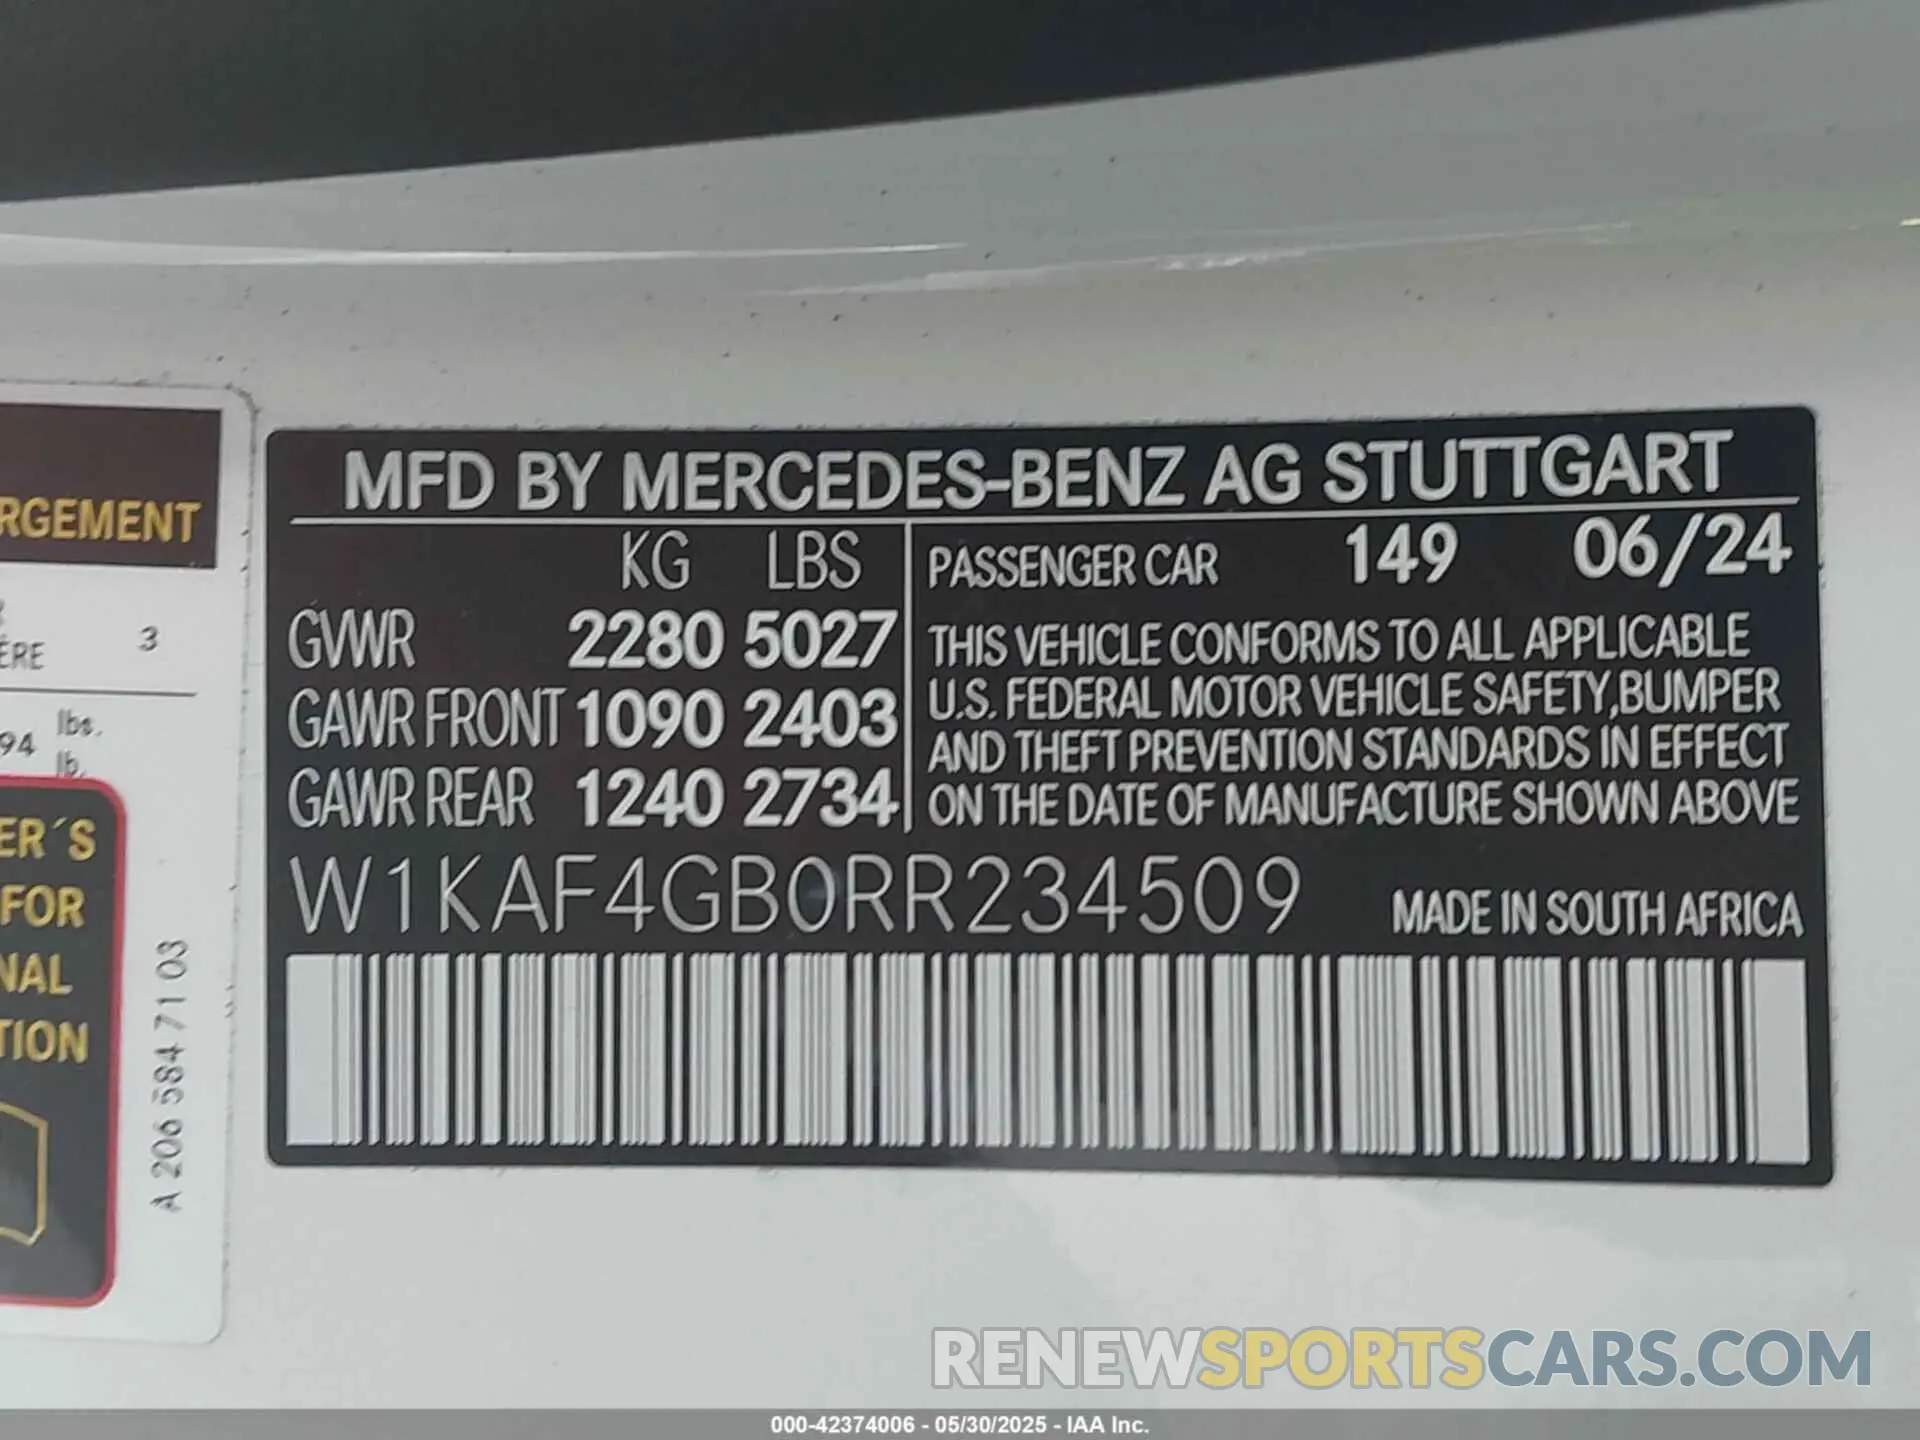 RGEMENT
3
ÈRE
94 lbs.
lb.
ER´S
FOR
NAL
TION
A 206 584 71 03
MFD BY MERCEDES-BENZ AG STUTTGART
KG LBS
GVWR 2280 5027
GAWR FRONT 1090 2403
GAWR REAR 1240 2734
PASSENGER CAR 149 06/24
THIS VEHICLE CONFORMS TO ALL APPLICABLE
U.S. FEDERAL MOTOR VEHICLE SAFETY,BUMPER
AND THEFT PREVENTION STANDARDS IN EFFECT
ON THE DATE OF MANUFACTURE SHOWN ABOVE
W1KAF4GB0RR234509
MADE IN SOUTH AFRICA
RENEWSPORTSCARS.COM
000-42374006 - 05/30/2025 - IAA Inc.